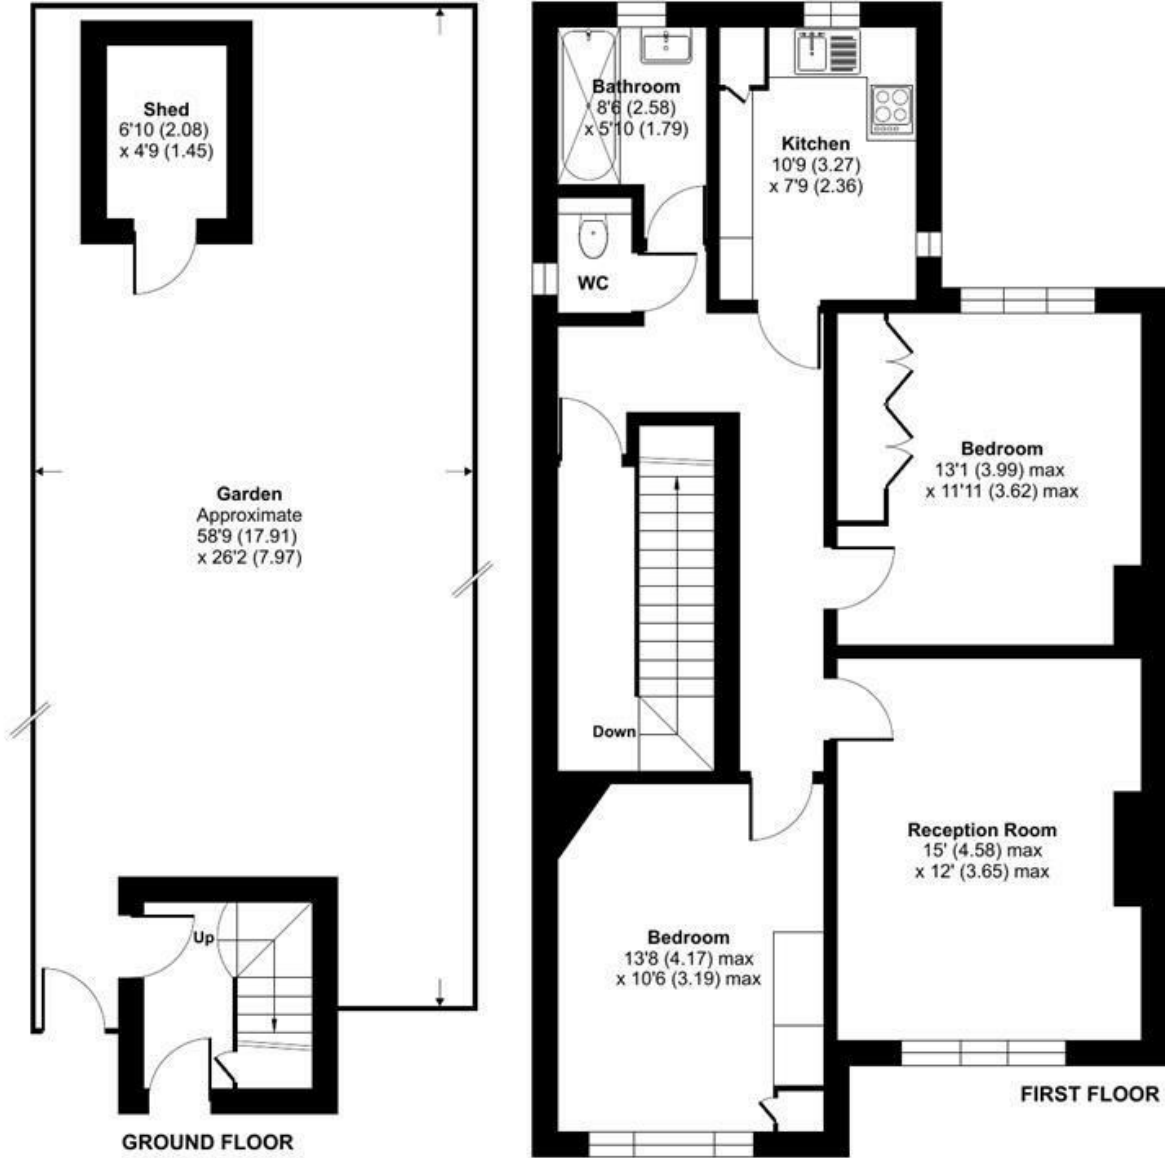 Shed
6'10 (2.08)
x 4'9 (1.45)
Garden
Approximate
58'9 (17.91)
x 26'2 (7.97)
Up
GROUND FLOOR
Bathroom
8'6 (2.58)
x 5'10 (1.79)
Kitchen
10'9 (3.27)
x 7'9 (2.36)
WC
Bedroom
13'1 (3.99) max
x 11'11 (3.62) max
Down
Reception Room
15' (4.58) max
x 12' (3.65) max
Bedroom
13'8 (4.17) max
x 10'6 (3.19) max
FIRST FLOOR